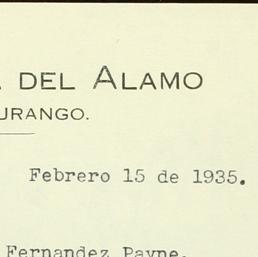 DEL ALAMO
URANGO.
Febrero 15 de 1935.
Fernandez Payne.